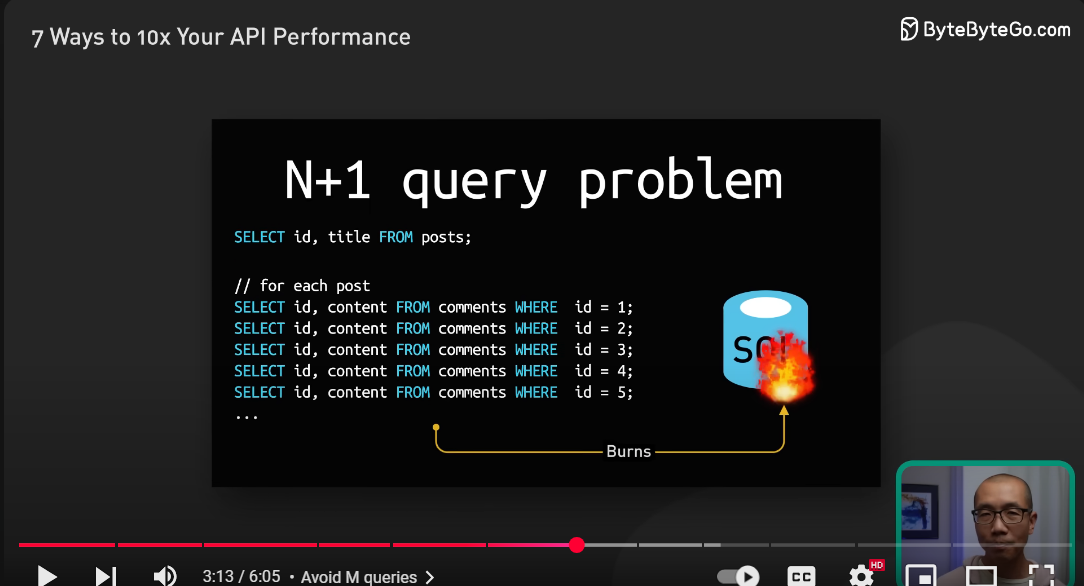 7 Ways to 10x Your API Performance
ByteByteGo.com
N+1 query problem
SELECT id, title FROM posts;
// for each post
SELECT id, content FROM comments WHERE id = 1;
SELECT id, content FROM comments WHERE id = 2;
SELECT id, content FROM comments WHERE id = 3;
SELECT id, content FROM comments WHERE id = 4;
SELECT id, content FROM comments WHERE id = 5;
...
SQL
Burns
3:13 / 6:05 • Avoid M queries
CC
HD